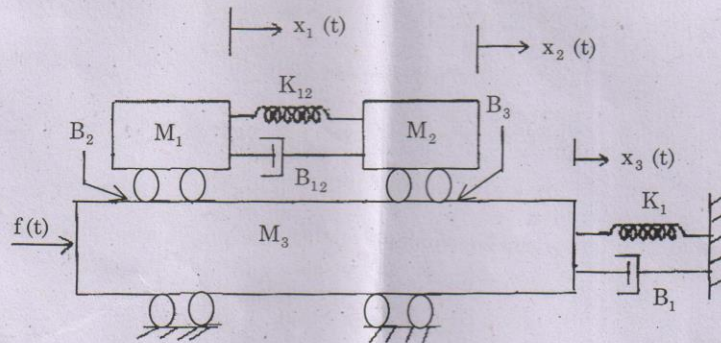 x₁ (t)
x₂ (t)
K₁₂
B₃
B₂
M₁
M₂
x₃ (t)
B₁₂
K₁
f(t)
M₃
B₁